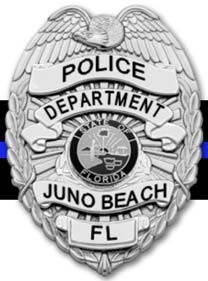 POLICE
DEPARTMENT
STATE OF
FLORIDA
JUNO BEACH
FL